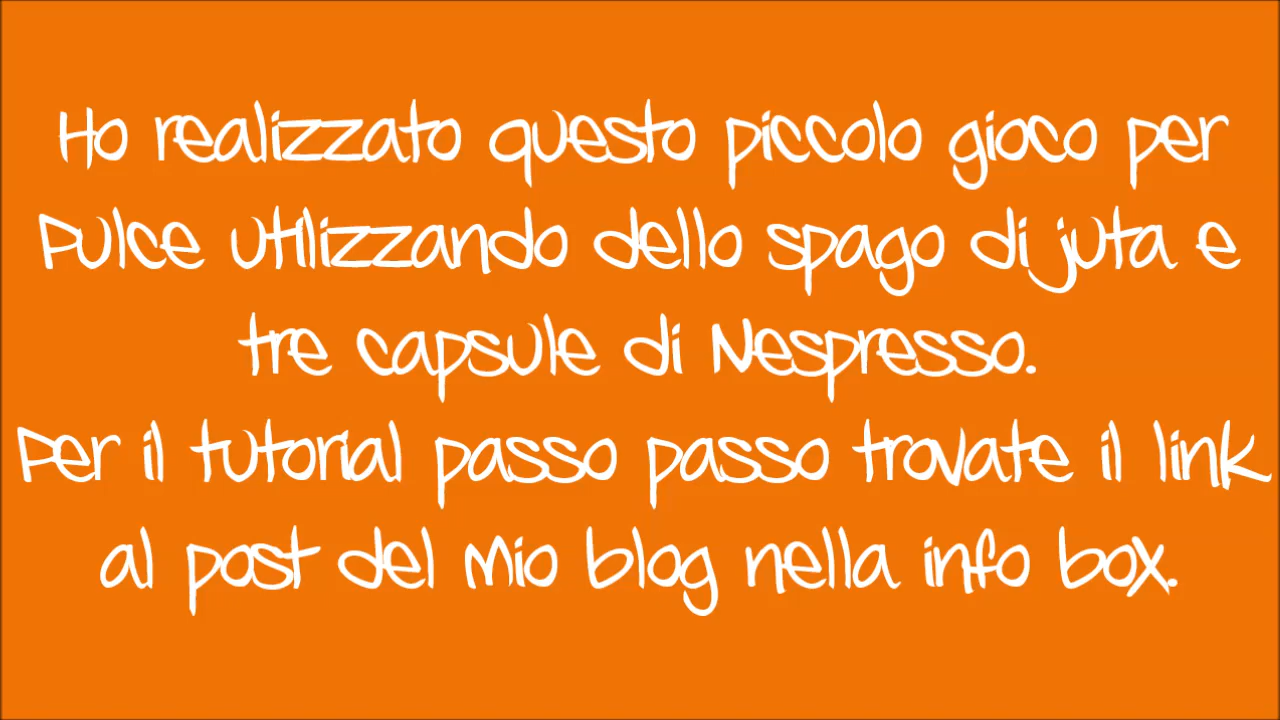 Ho realizzato questo piccolo gioco per
Pulce utilizzando dello spago di juta e
tre capsule di Nespresso.
Per il tutorial passo passo trovate il link
al post del mio blog nella info box.